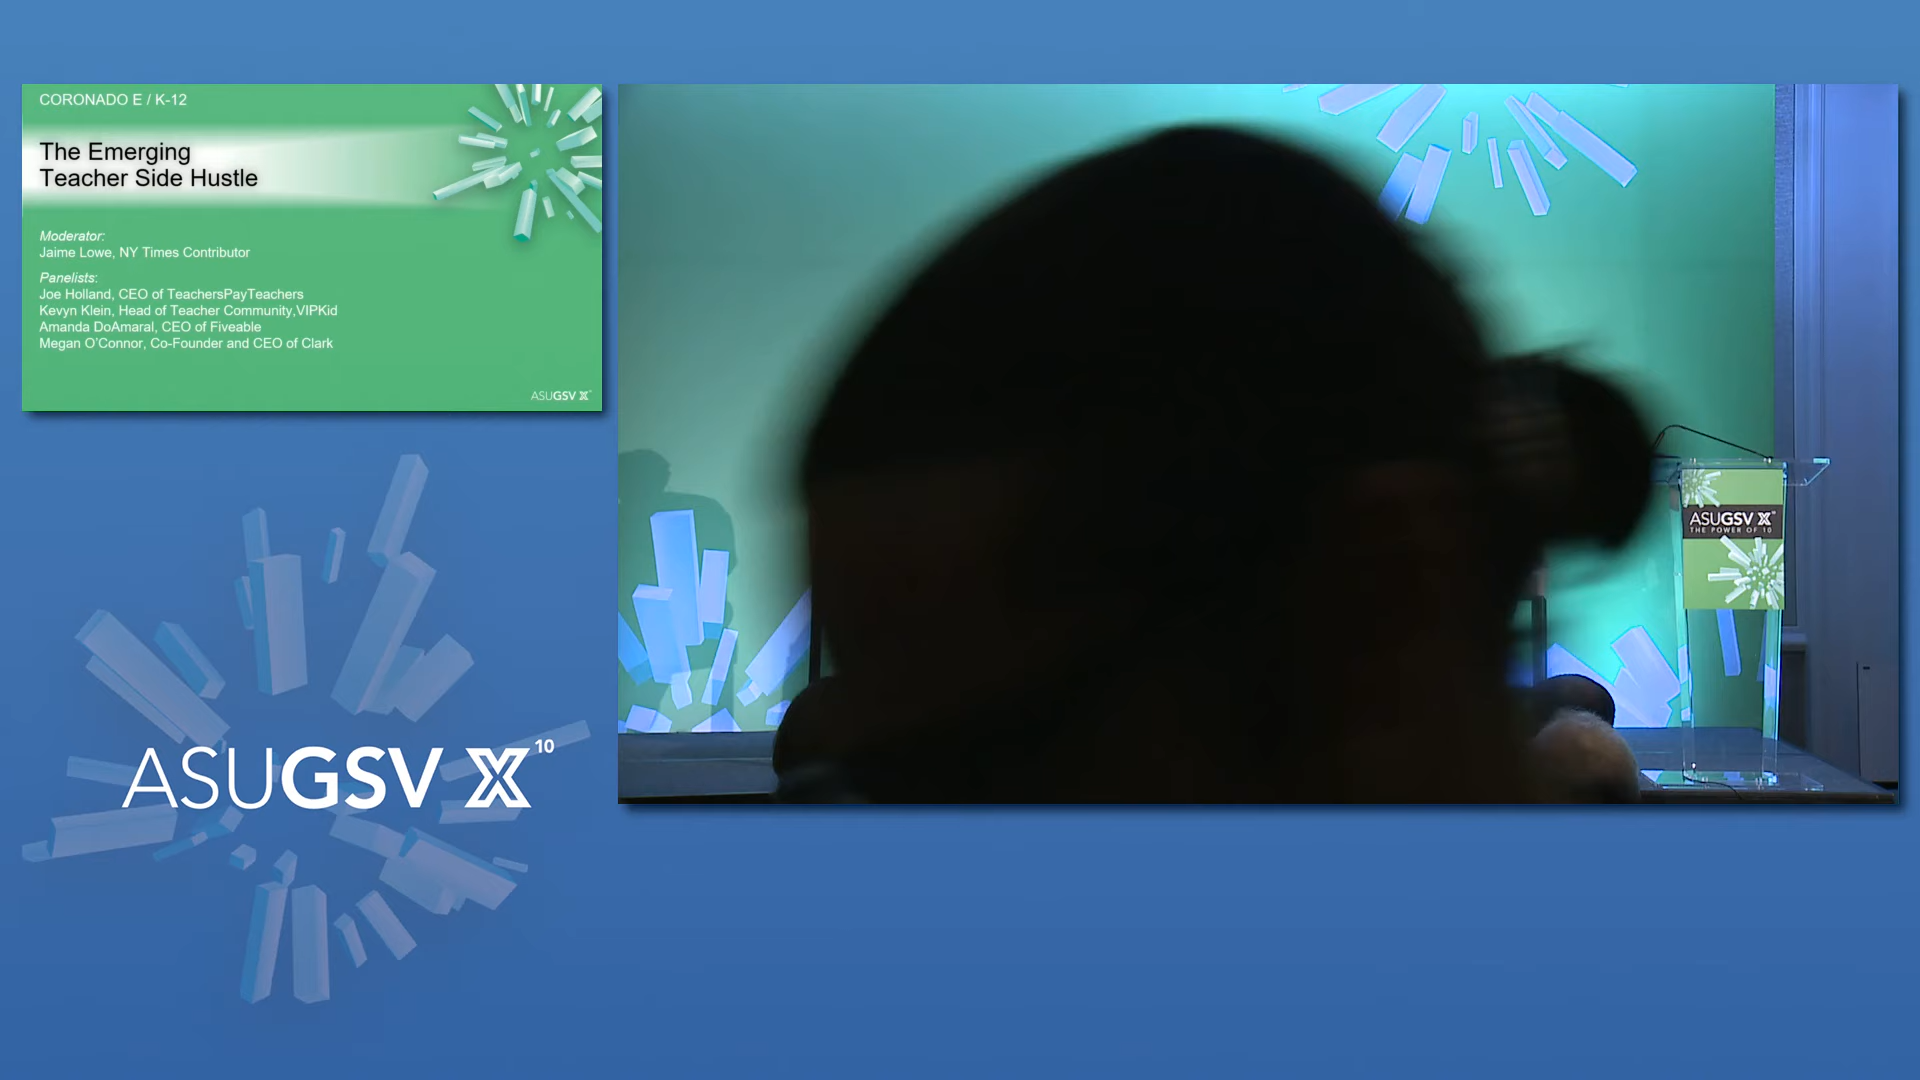 CORONADO E / K-12
The Emerging
Teacher Side Hustle
Moderator:
Jaime Lowe, NY Times Contributor
Panelists:
Joe Holland, CEO of TeachersPayTeachers
Kevyn Klein, Head of Teacher Community,VIPKid
Amanda DoAmaral, CEO of Fiveable
Megan O'Connor, Co-Founder and CEO of Clark
ASUGSV X
ASUGSV X
THE POWER OF 10
ASUGSV X 10